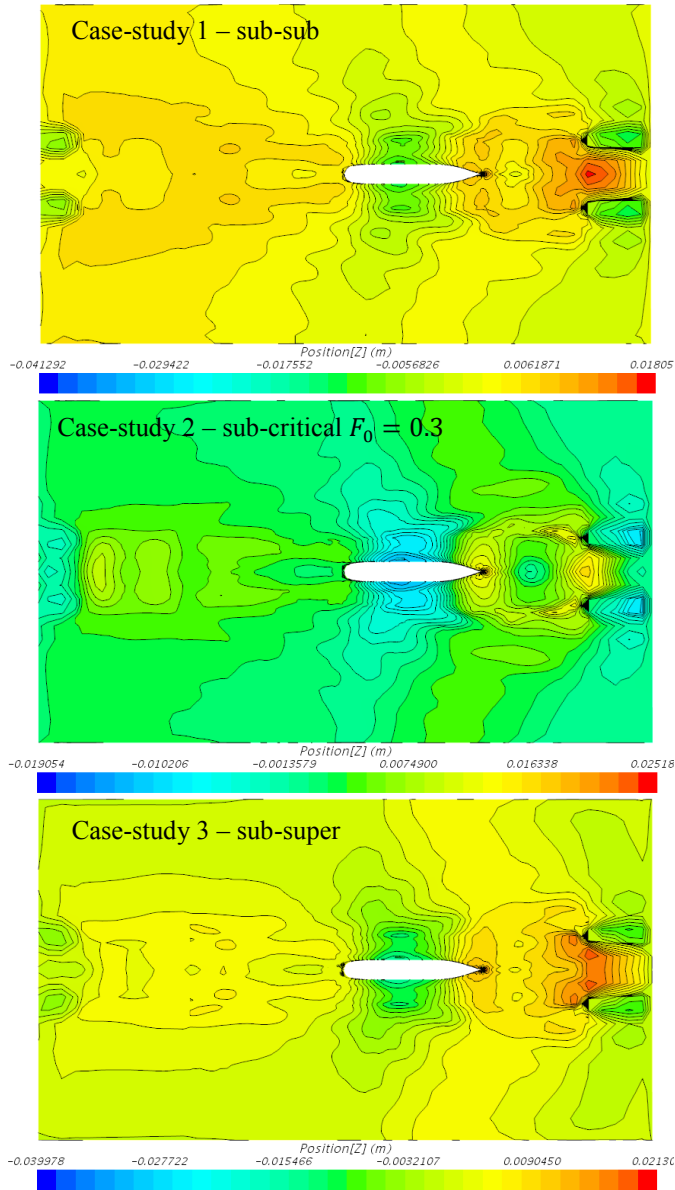 Case-study 1 – sub-sub
Position[Z] (m)
-0.041292 -0.029422 -0.017552 -0.0056826 0.0061871 0.01805
Case-study 2 – sub-critical F₀ = 0.3
Position[Z] (m)
-0.019054 -0.010206 -0.0013579 0.0074900 0.016338 0.02518
Case-study 3 – sub-super
Position[Z] (m)
-0.039978 -0.027722 -0.015466 -0.0032107 0.0090450 0.02130